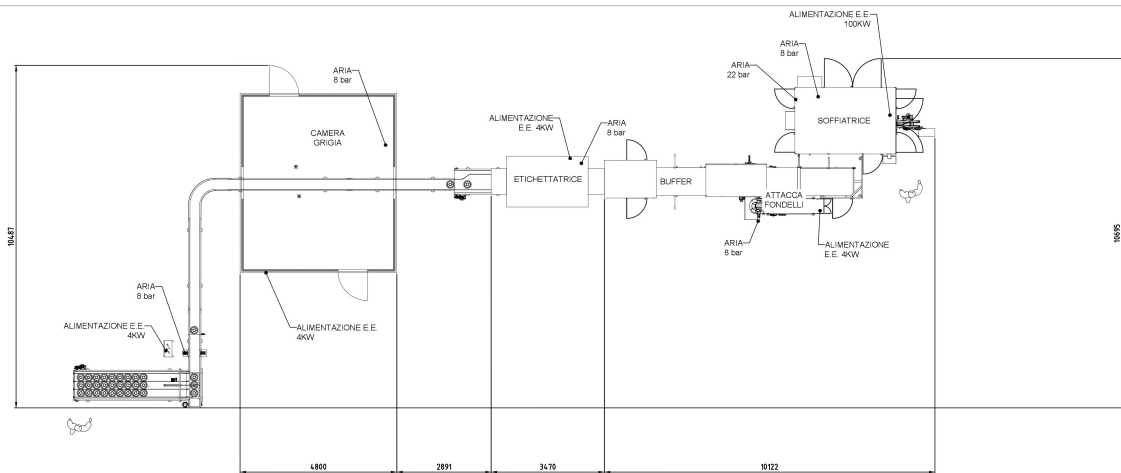 ALIMENTAZIONE E.E.
100KW
ARIA
8 bar
ARIA
22 bar
SOFFIATRICE
ARIA
8 bar
CAMERA
GRIGIA
ALIMENTAZIONE
E.E. 4KW
ARIA
8 bar
ETICHETTATRICE
BUFFER
ATTACCA
FONDELLI
ARIA
8 bar
ALIMENTAZIONE
E.E. 4KW
10487
10695
ARIA
8 bar
ALIMENTAZIONE E.E.
4KW
ALIMENTAZIONE E.E.
4KW
4800
2891
3470
10122